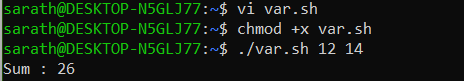 sarath@DESKTOP-N5GLJ77:~$ vi var.sh
sarath@DESKTOP-N5GLJ77:~$ chmod +x var.sh
sarath@DESKTOP-N5GLJ77:~$ ./var.sh 12 14
Sum : 26